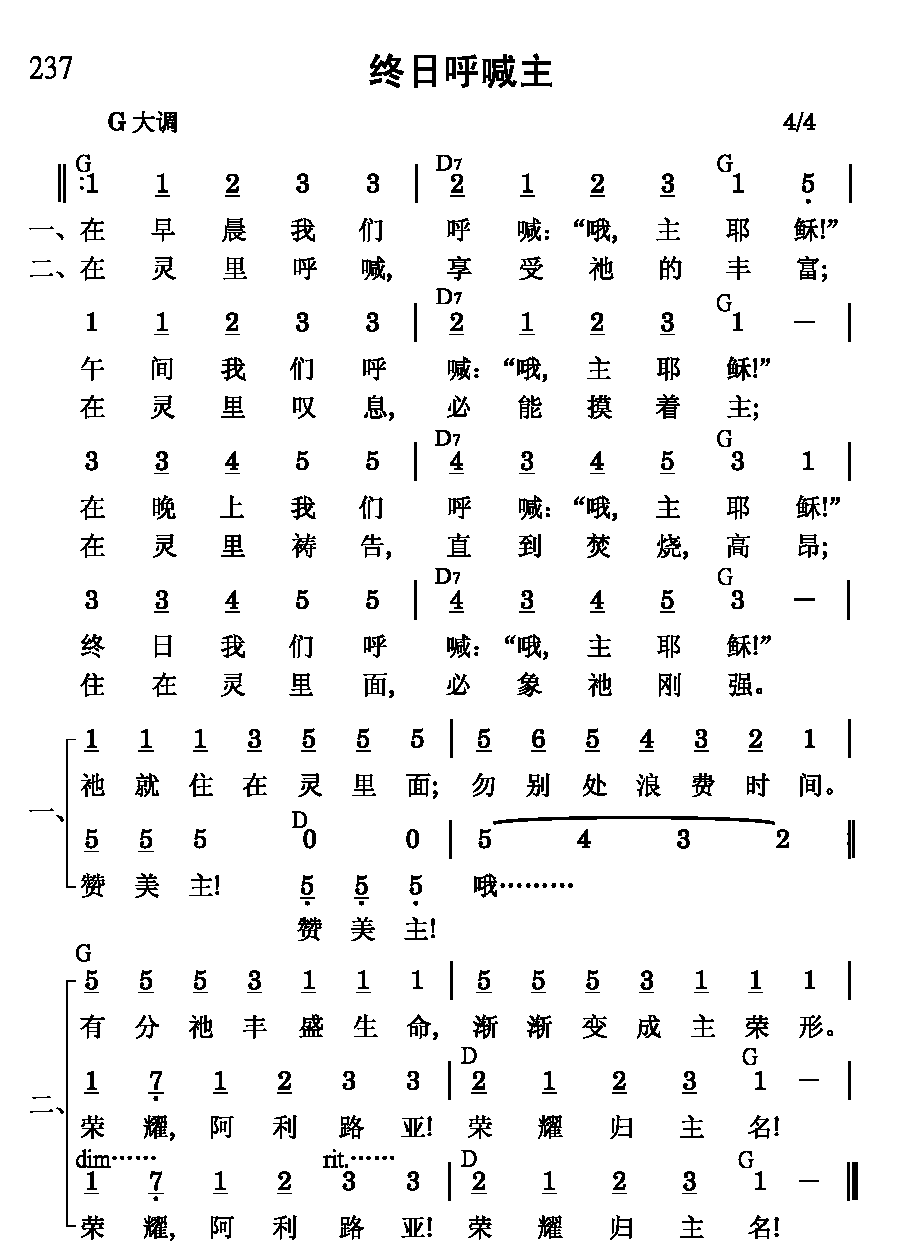 237 终日呼喊主
G 大调 4/4
G D7 G
:1 1 2 3 3 | 2 1 2 3 1 5 |
一、在早晨我们呼喊：“哦，主耶稣!”
二、在灵里呼喊，享受祂的丰富;
D7 G
1 1 2 3 3 | 2 1 2 3 1 — |
午间我们呼喊：“哦，主耶稣!”
在灵里叹息，必能摸着主;
D7 G
3 3 4 5 5 | 4 3 4 5 3 1 |
在晚上我们呼喊：“哦，主耶稣!”
在灵里祷告，直到焚烧，高昂;
D7 G
3 3 4 5 5 | 4 3 4 5 3 — |
终日我们呼喊：“哦，主耶稣!”
住在灵里面，必象祂刚强。
1 1 1 3 5 5 5 | 5 6 5 4 3 2 1 |
祂就住在灵里面; 勿别处浪费时间。
一、
D
5 5 5 0 0 | 5 4 3 2
赞美主! 5 5 5 哦………
赞美主!
G
5 5 5 3 1 1 1 | 5 5 5 3 1 1 1 |
有分祂丰盛生命，渐渐变成主荣形。
D G
二、
1 7 1 2 3 3 | 2 1 2 3 1 — |
荣耀，阿利路亚! 荣耀归主名!
dim…… rit.…… D G
1 7 1 2 3 3 | 2 1 2 3 1 —
荣耀，阿利路亚! 荣耀归主名!